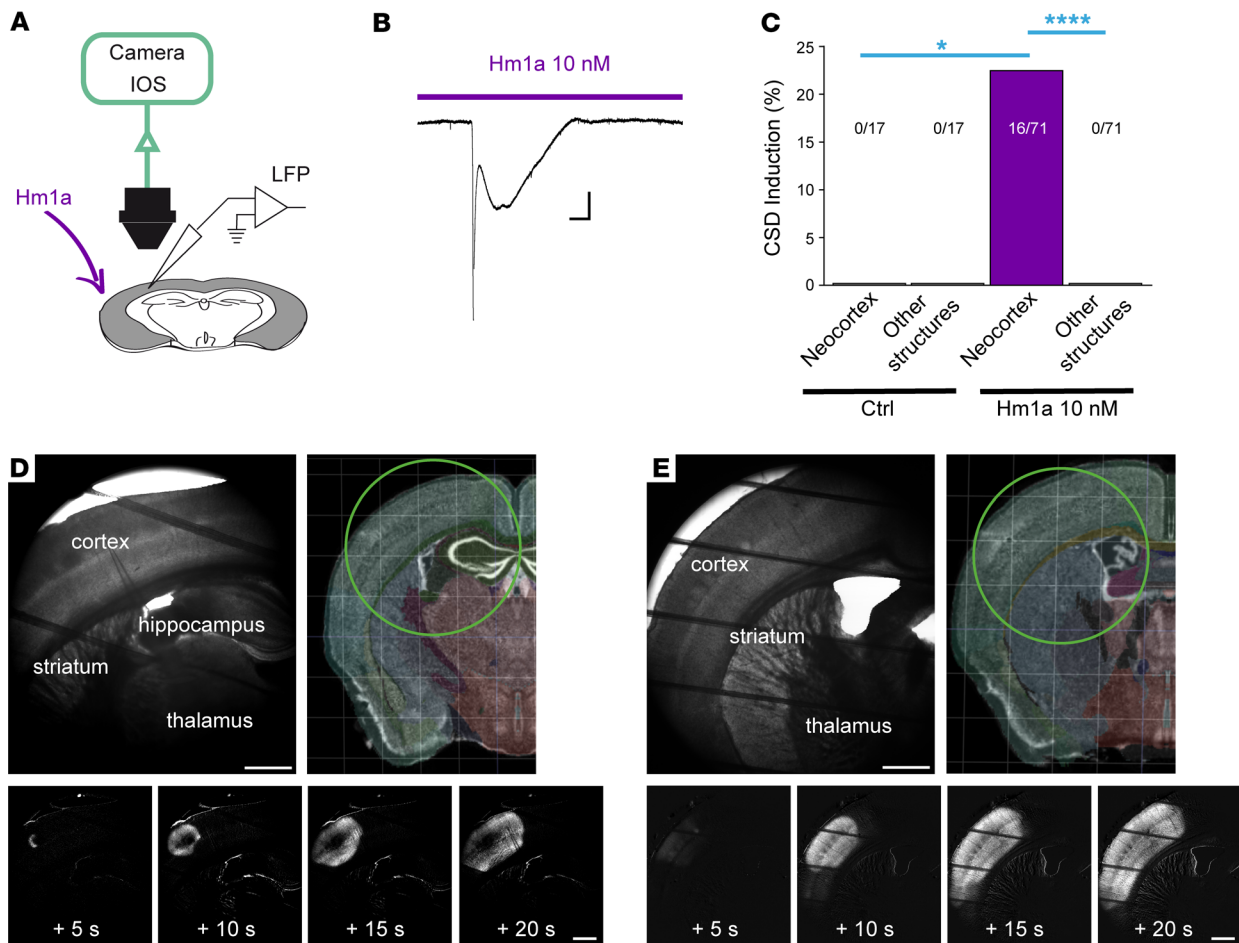 A
Camera
IOS
LFP
Hm1a
B
Hm1a 10 nM
C
****
*
CSD Induction (%)
25
20
15
10
5
0
0/17
0/17
16/71
0/71
Neocortex
Other
structures
Neocortex
Other
structures
Ctrl
Hm1a 10 nM
D
cortex
hippocampus
striatum
thalamus
+ 5 s
+ 10 s
+ 15 s
+ 20 s
E
cortex
striatum
thalamus
+ 5 s
+ 10 s
+ 15 s
+ 20 s